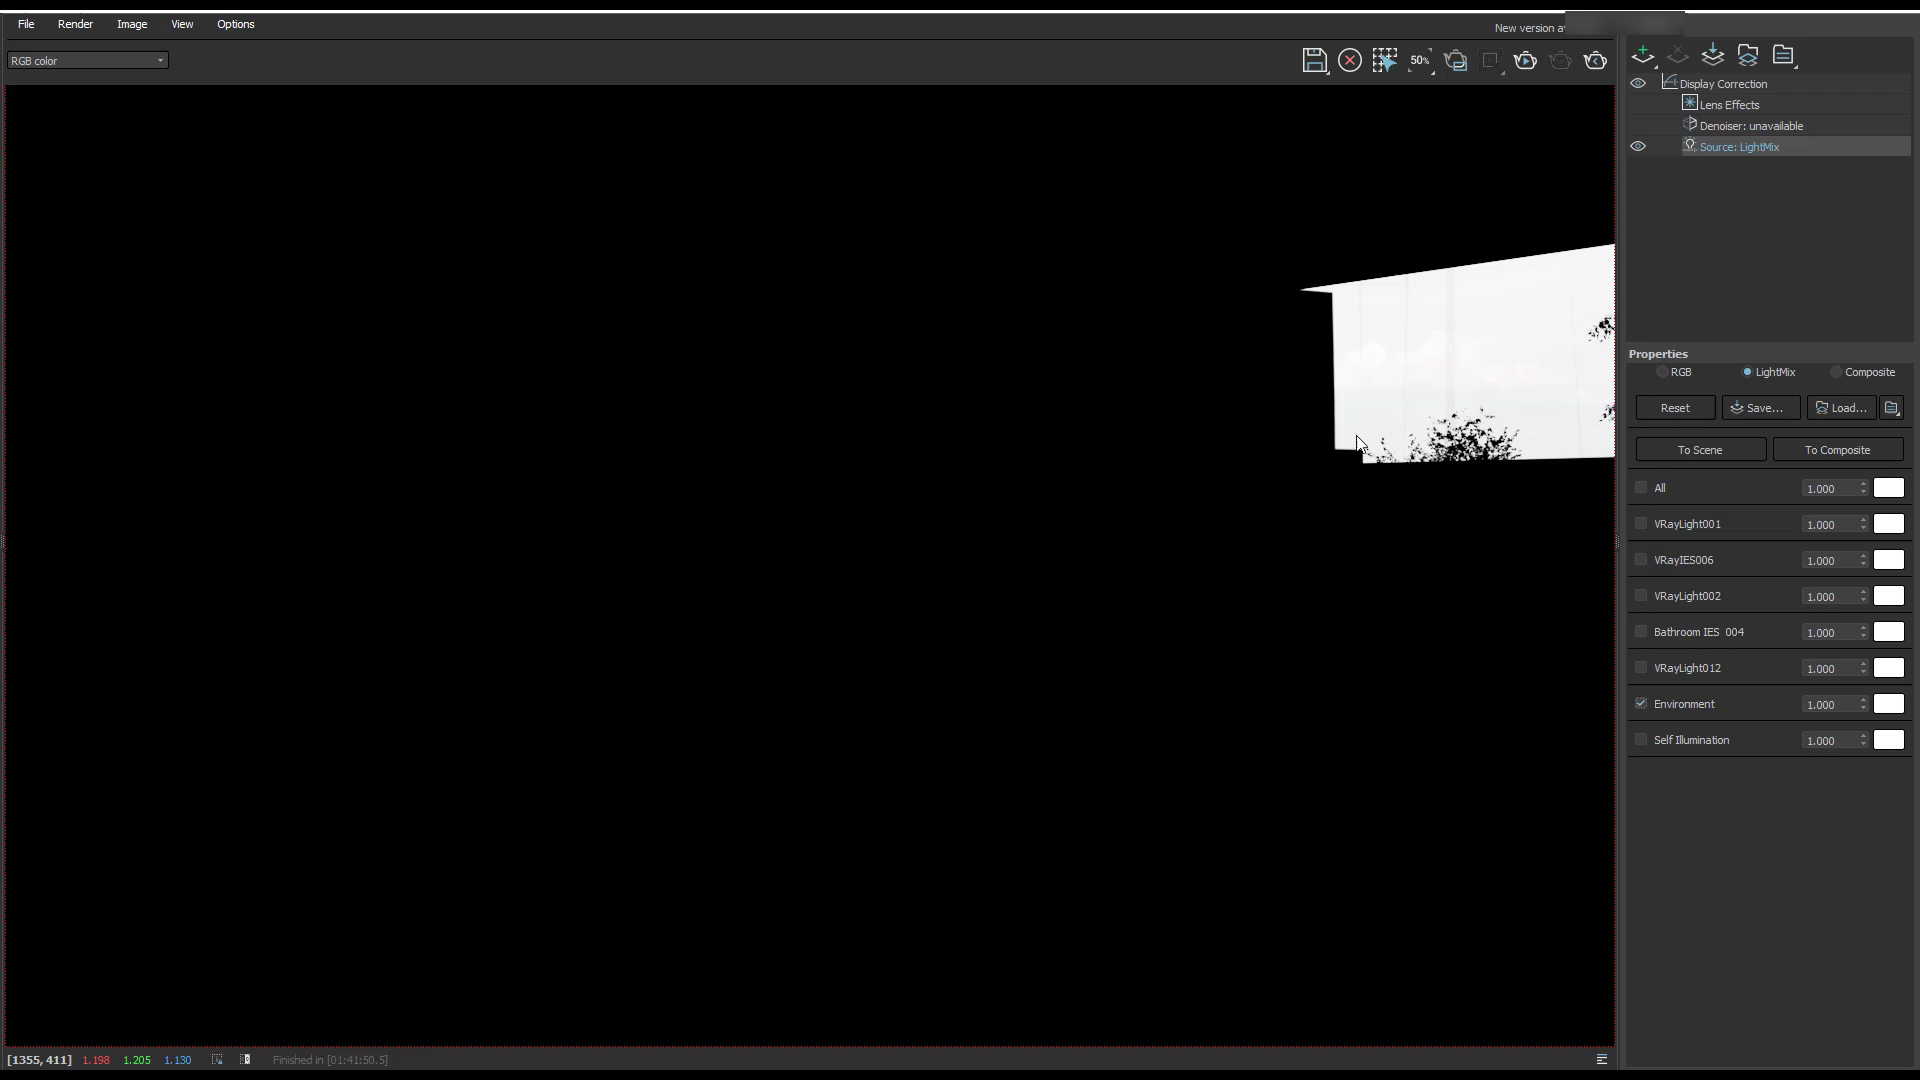 File Render Image View Options
New version a
RGB color
50%
Display Correction
Lens Effects
Denoiser: unavailable
Source: LightMix
Properties
RGB LightMix Composite
Reset Save... Load...
To Scene To Composite
All 1.000
VRayLight001 1.000
VRayIES006 1.000
VRayLight002 1.000
Bathroom IES 004 1.000
VRayLight012 1.000
Environment 1.000
Self Illumination 1.000
[1355, 411] 1.198 1.205 1.130 Finished in [01:41:50.5]